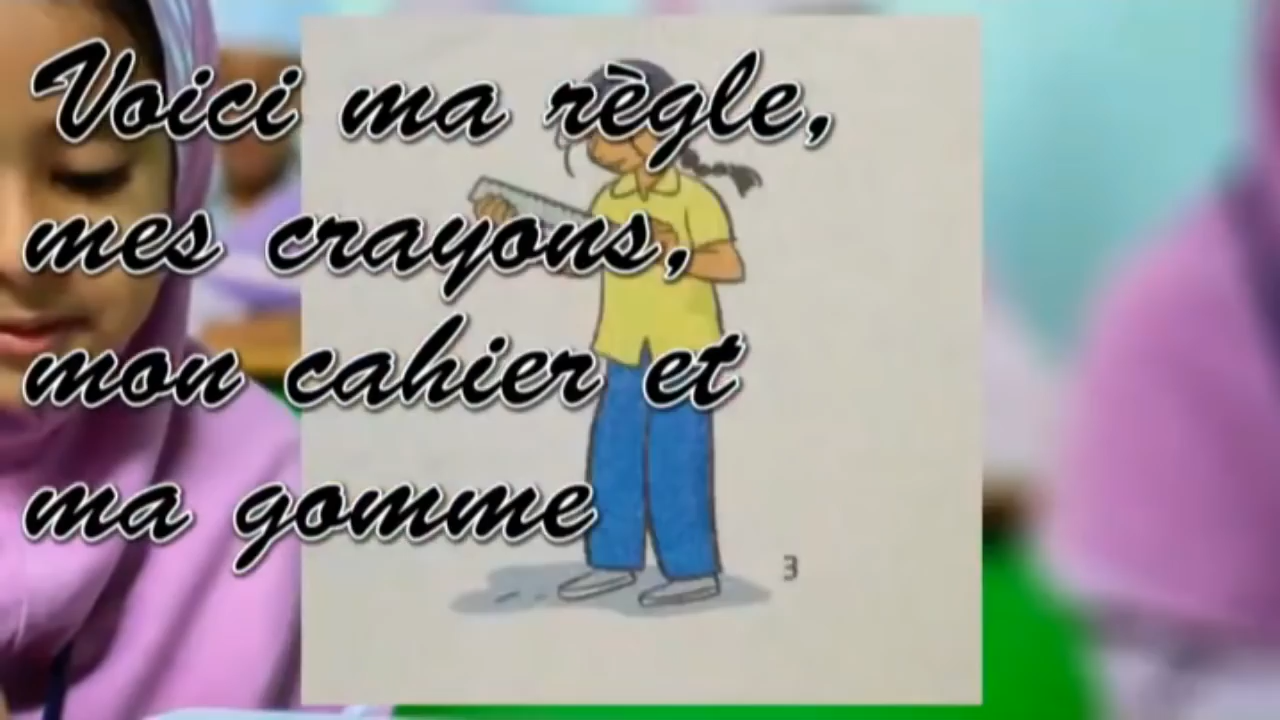 Voici ma règle,
mes crayons,
mon cahier et
ma gomme
3